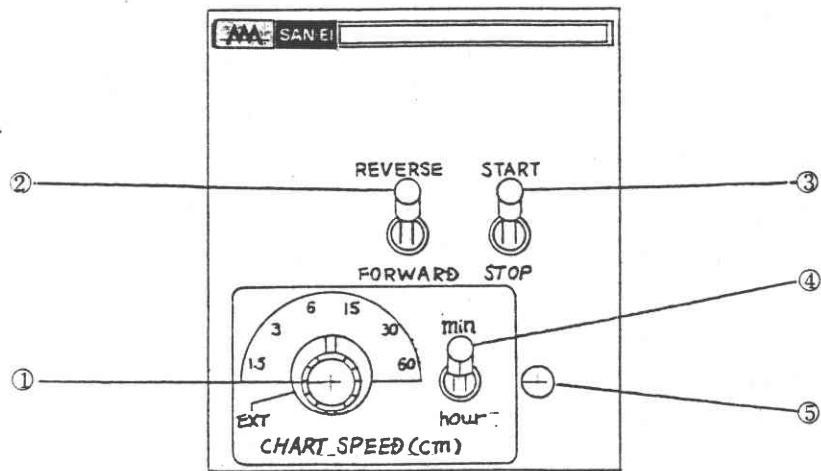 SAN-EI
② REVERSE START ③
FORWARD STOP
④
1.5 3 6 15 30 60 min
①
⑤
EXT hour
CHART SPEED (cm)